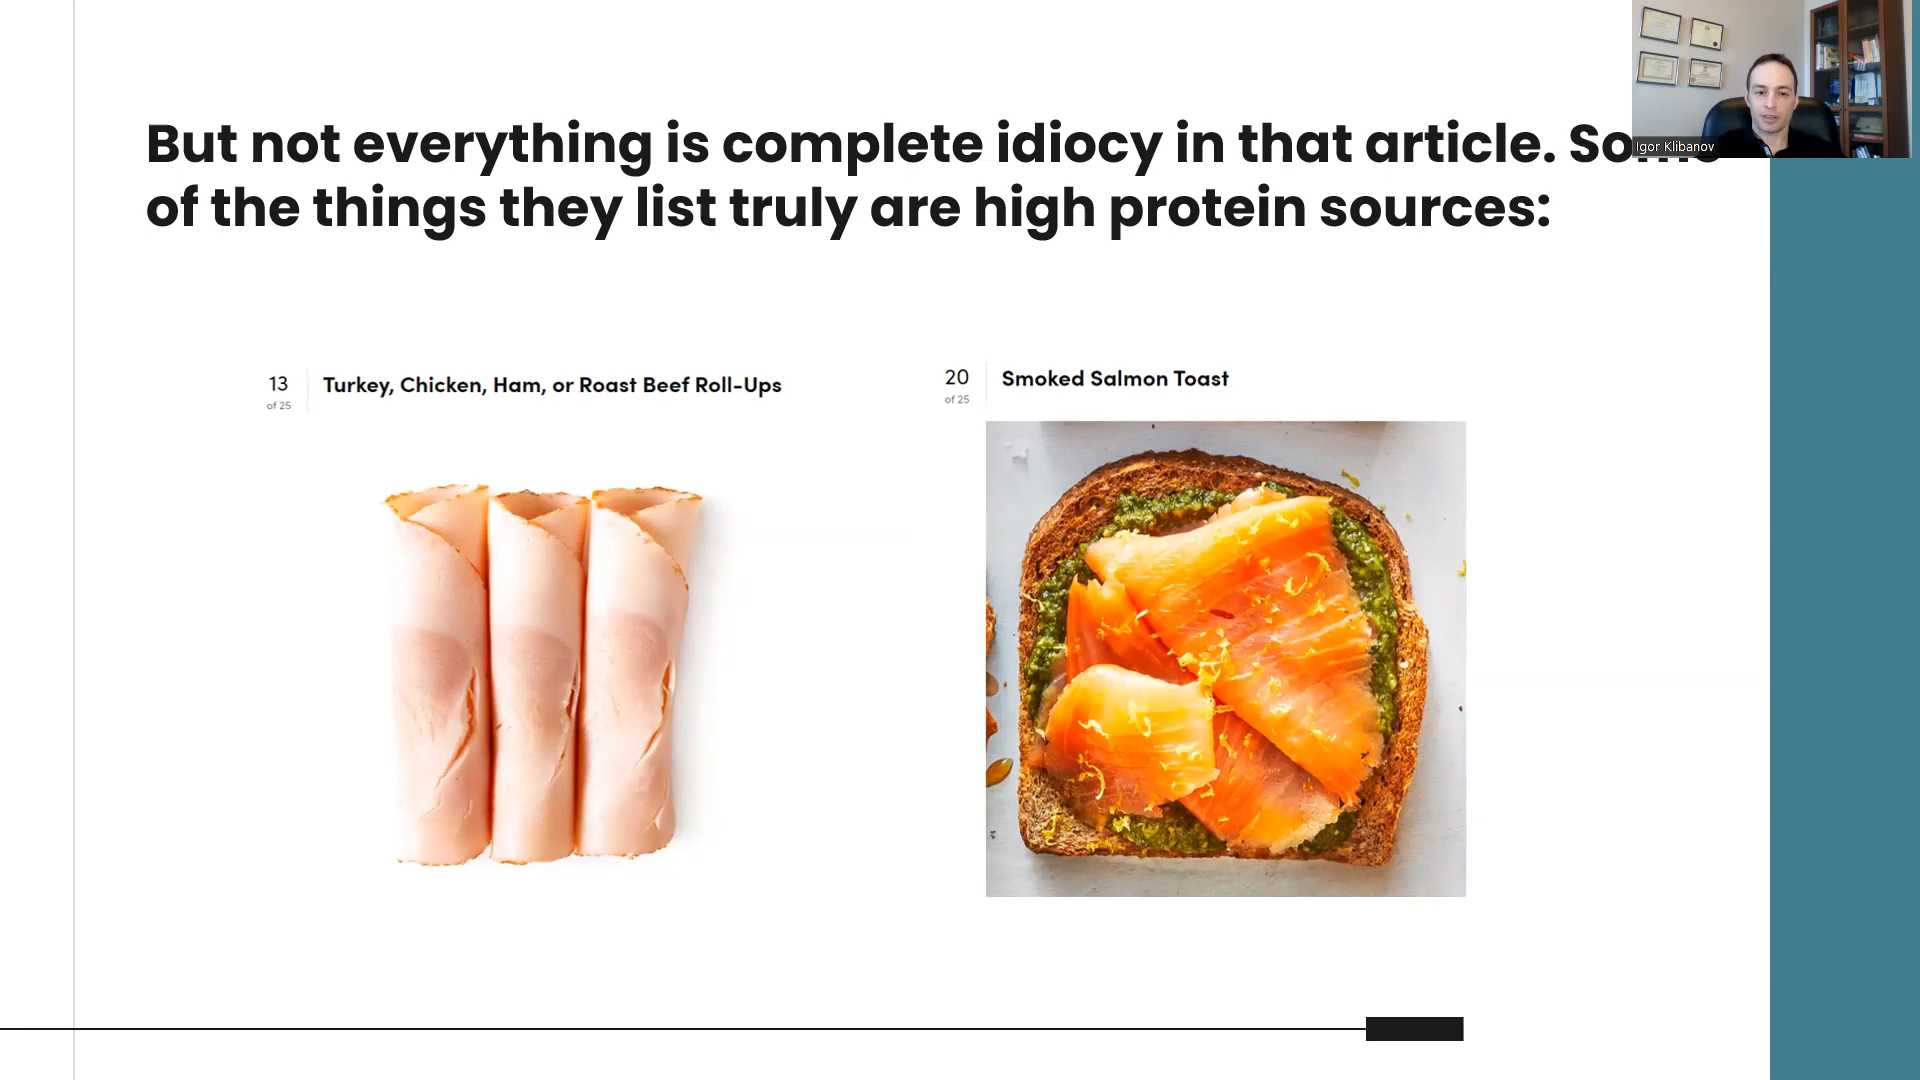 But not everything is complete idiocy in that article.
of the things they list truly are high protein sources:
Igor Klibanov
13
of 25
Turkey, Chicken, Ham, or Roast Beef Roll-Ups
20
of 25
Smoked Salmon Toast